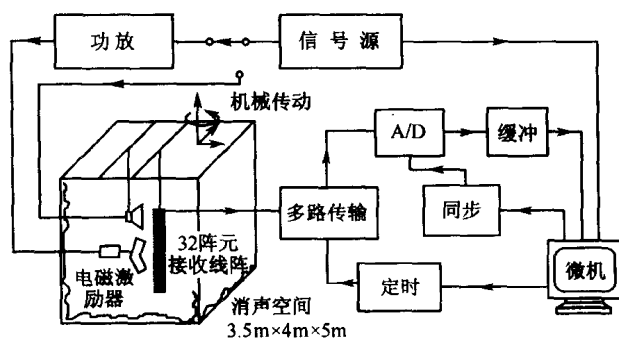 功放
信号源
机械传动
A/D
缓冲
多路传输
同步
32阵元
接收线阵
微机
电磁激
励器
定时
消声空间
3.5m×4m×5m